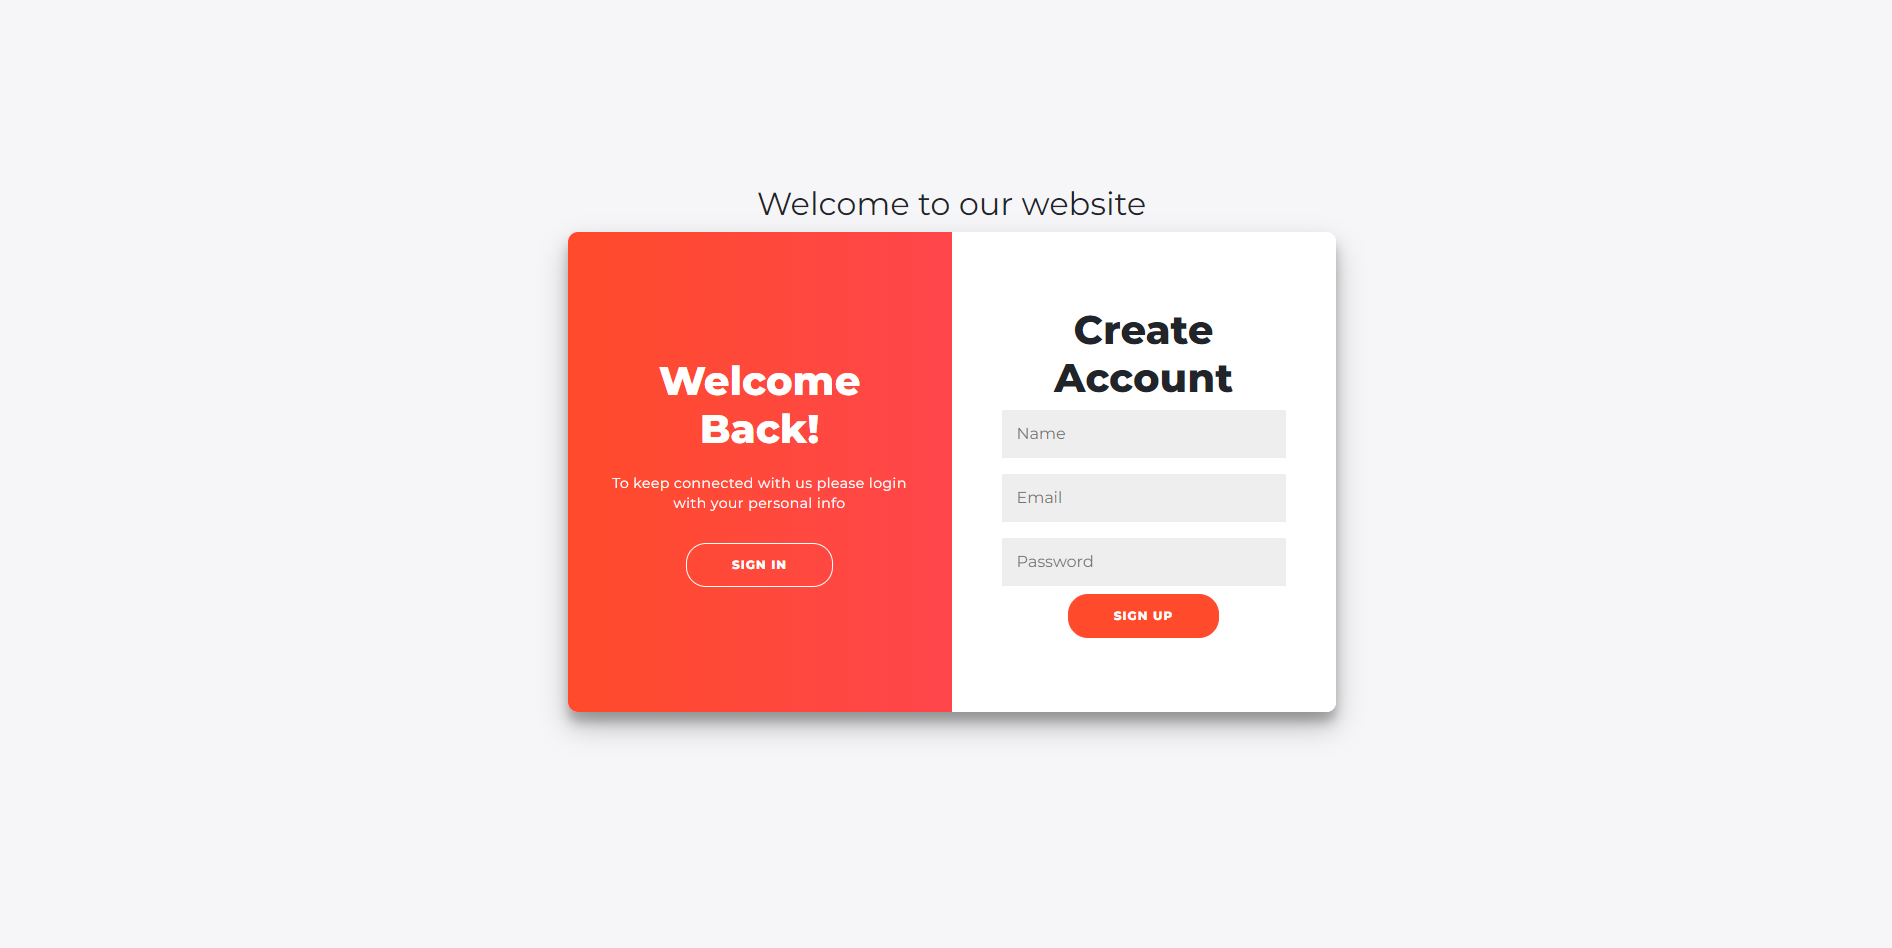 Welcome to our website
Welcome
Back!
To keep connected with us please login
with your personal info
SIGN IN
Create
Account
Name
Email
Password
SIGN UP